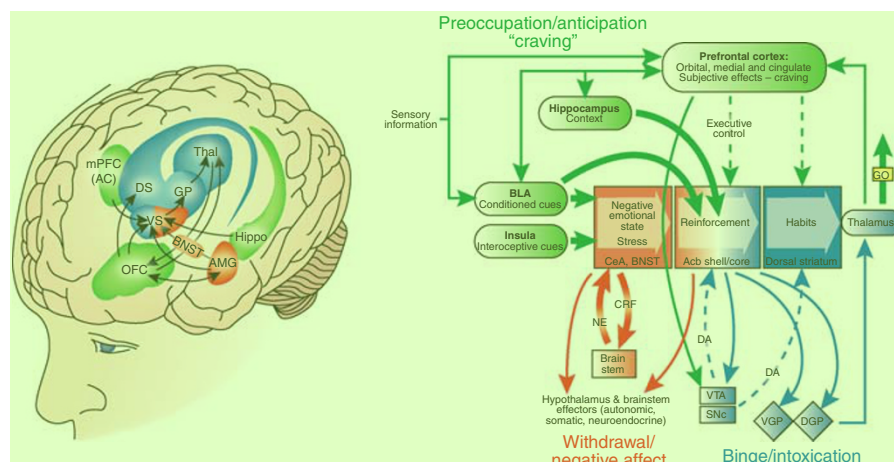 Preoccupation/anticipation
“craving”
Prefrontal cortex:
Orbital, medial and cingulate
Subjective effects – craving
Sensory
information
Hippocampus
Context
Executive
control
GO
BLA
Conditioned cues
Insula
Interoceptive cues
Negative
emotional
state
Stress
CeA, BNST
Reinforcement
Acb shell/core
Habits
Dorsal striatum
Thalamus
NE
CRF
Brain
stem
DA
DA
VTA
SNc
VGP
DGP
Hypothalamus & brainstem
effectors (autonomic,
somatic, neuroendocrine)
Withdrawal/
negative affect
Binge/intoxication
mPFC
(AC)
Thal
DS
GP
VS
BNST
Hippo
OFC
AMG